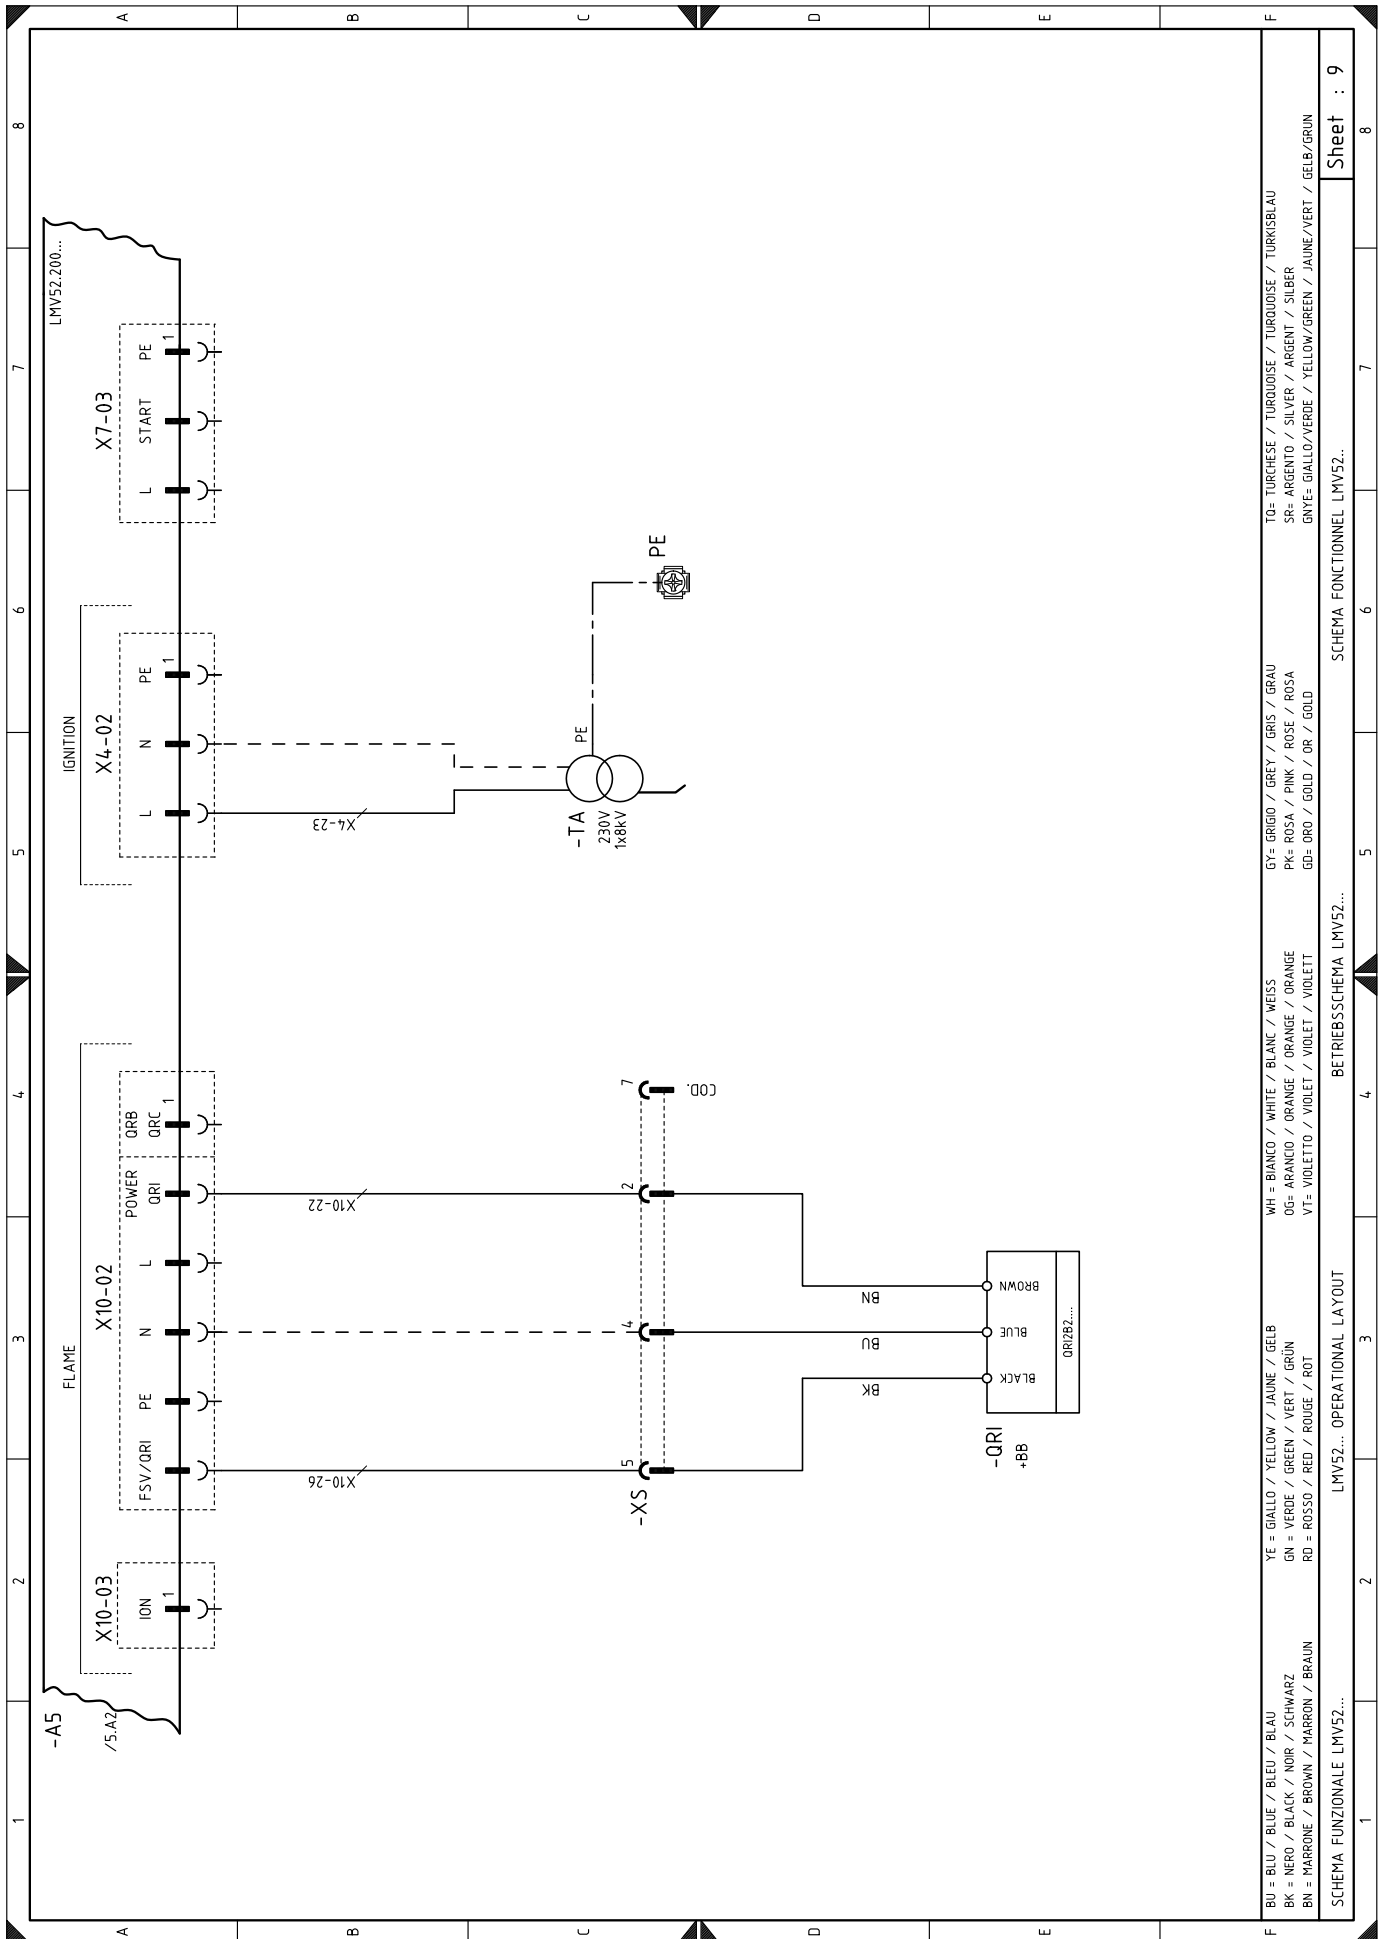 1 2 3 4 5 6 7 8
A
B
C
D
E
F
-A5
/5.A2
LMV52.200...
FLAME
IGNITION
X10-03
ION
1
X10-02
FSV/QRI
PE
N
L
POWER
QRI
QRB
QRC
1
X4-02
L
N
PE
1
X7-03
L
START
PE
1
X10-26
X10-22
X4-23
-XS
5
4
2
7
COD.
-TA
230V
1x8kV
PE
PE
BK
BU
BN
-QRI
+BB
BLACK
BLUE
BROWN
QRI2B2....
A
B
C
D
E
F
BU = BLU / BLUE / BLEU / BLAU
BK = NERO / BLACK / NOIR / SCHWARZ
BN = MARRONE / BROWN / MARRON / BRAUN
YE = GIALLO / YELLOW / JAUNE / GELB
GN = VERDE / GREEN / VERT / GRÜN
RD = ROSSO / RED / ROUGE / ROT
WH = BIANCO / WHITE / BLANC / WEISS
OG= ARANCIO / ORANGE / ORANGE / ORANGE
VT= VIOLETTO / VIOLET / VIOLET / VIOLETT
GY= GRIGIO / GREY / GRIS / GRAU
PK= ROSA / PINK / ROSE / ROSA
GD= ORO / GOLD / OR / GOLD
TQ= TURCHESE / TURQUOISE / TURQUOISE / TURKISBLAU
SR= ARGENTO / SILVER / ARGENT / SILBER
GNYE= GIALLO/VERDE / YELLOW/GREEN / JAUNE/VERT / GELB/GRUN
SCHEMA FUNZIONALE LMV52...
LMV52... OPERATIONAL LAYOUT
BETRIEBSSCHEMA LMV52...
SCHEMA FONCTIONNEL LMV52..
Sheet : 9
1 2 3 4 5 6 7 8